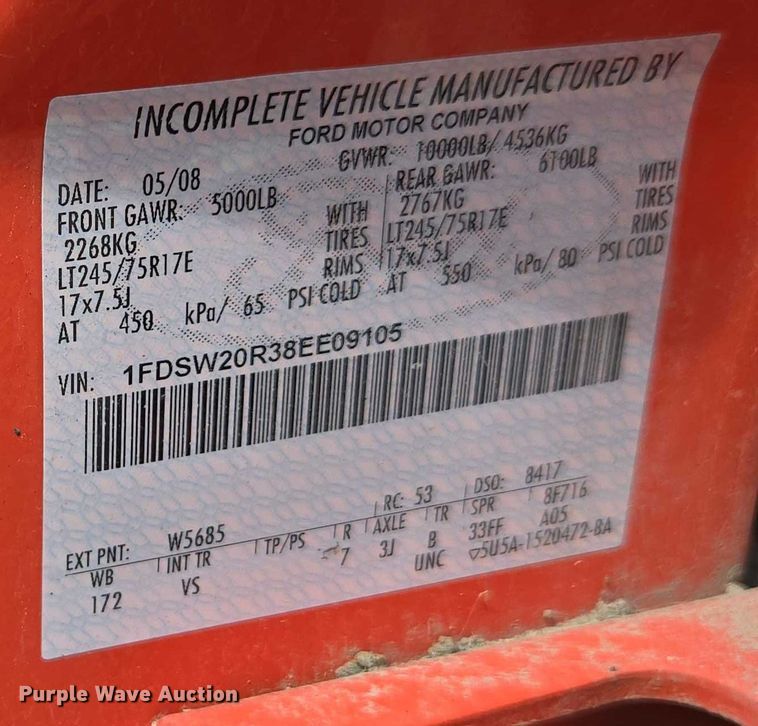 INCOMPLETE VEHICLE MANUFACTURED BY
FORD MOTOR COMPANY
DATE: 05/08 GVWR: 10000LB/ 4536KG
FRONT GAWR: 5000LB REAR GAWR: 6100LB
2268KG WITH 2767KG WITH
LT245/75R17E TIRES LT245/75R17E TIRES
17x7.5J RIMS 17x7.5J RIMS
AT 450 kPa/ 65 PSI COLD AT 550 kPa/ 80 PSI COLD
VIN: 1FDSW20R38EE09105
EXT PNT: W5685 RC: 53 DSO: 8417
WB INT TR TP/PS R AXLE TR SPR 8F716
172 VS 7 3J B 33FF A05
UNC ▽5U5A-1520472-BA
Purple Wave Auction